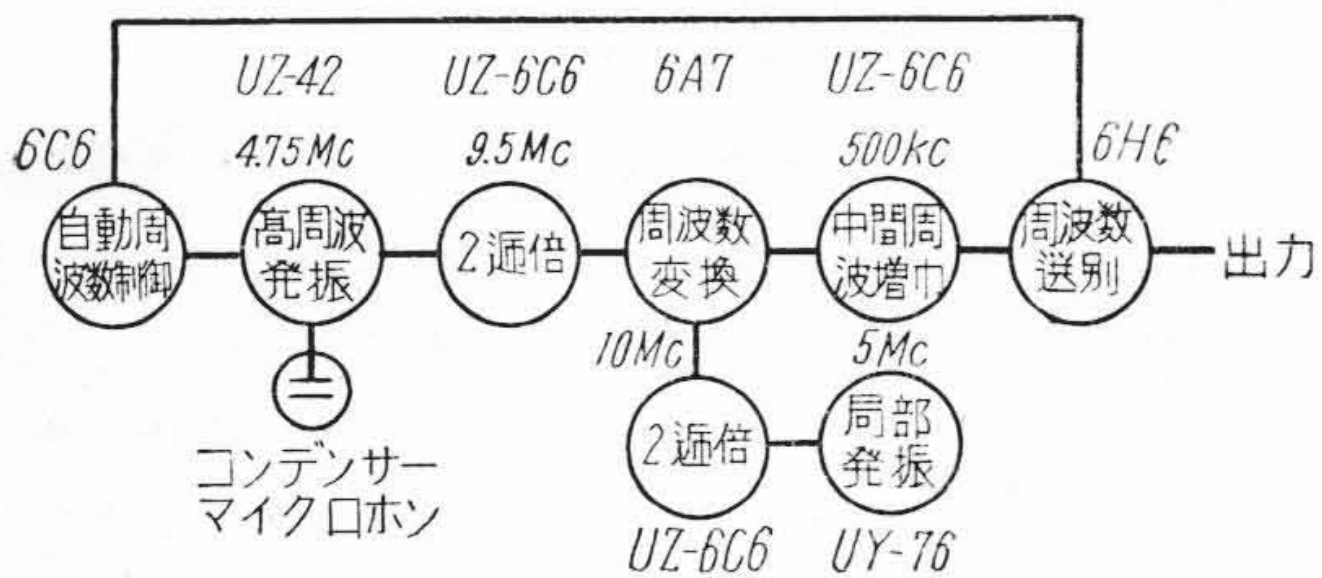 UZ-42 UZ-6C6 6A7 UZ-6C6
6C6 4.75Mc 9.5Mc 500kc 6H6
自動周
波数制御
高周波
発振
2逓倍
周波数
変換
中間周
波増巾
周波数
選別
出力
10Mc 5Mc
コンデンサー
マイクロホン
2逓倍
局部
発振
UZ-6C6 UY-76